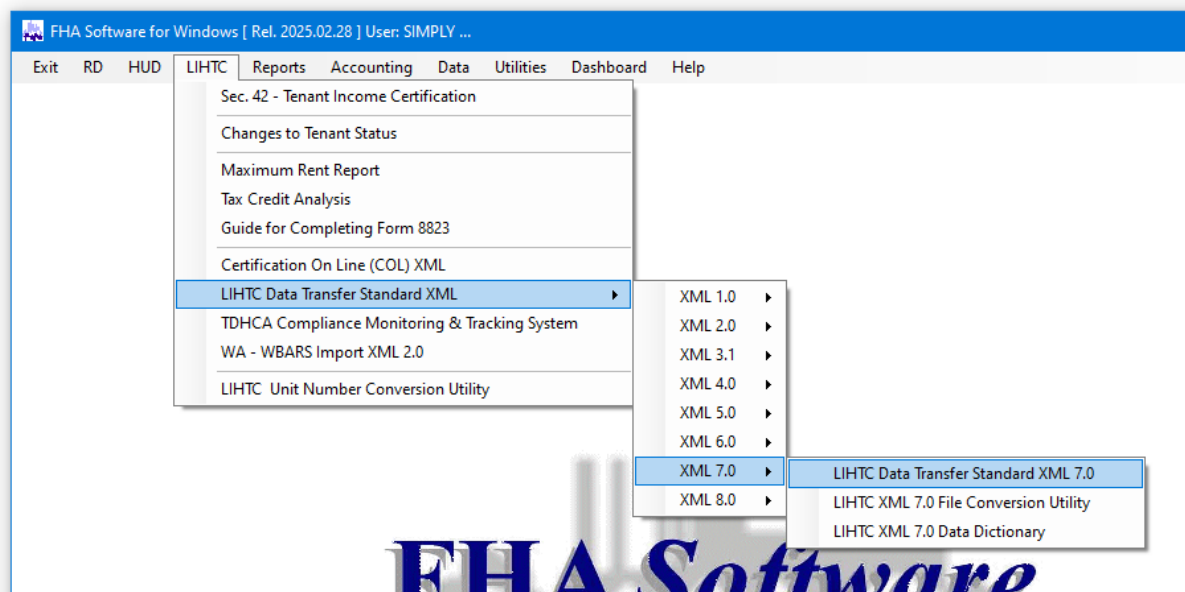 FHA Software for Windows [ Rel. 2025.02.28 ] User: SIMPLY ...
Exit RD HUD LIHTC Reports Accounting Data Utilities Dashboard Help
Sec. 42 - Tenant Income Certification
Changes to Tenant Status
Maximum Rent Report
Tax Credit Analysis
Guide for Completing Form 8823
Certification On Line (COL) XML
LIHTC Data Transfer Standard XML
TDHCA Compliance Monitoring & Tracking System
WA - WBARS Import XML 2.0
LIHTC  Unit Number Conversion Utility
XML 1.0
XML 2.0
XML 3.1
XML 4.0
XML 5.0
XML 6.0
XML 7.0
XML 8.0
LIHTC Data Transfer Standard XML 7.0
LIHTC XML 7.0 File Conversion Utility
LIHTC XML 7.0 Data Dictionary
FHA Software